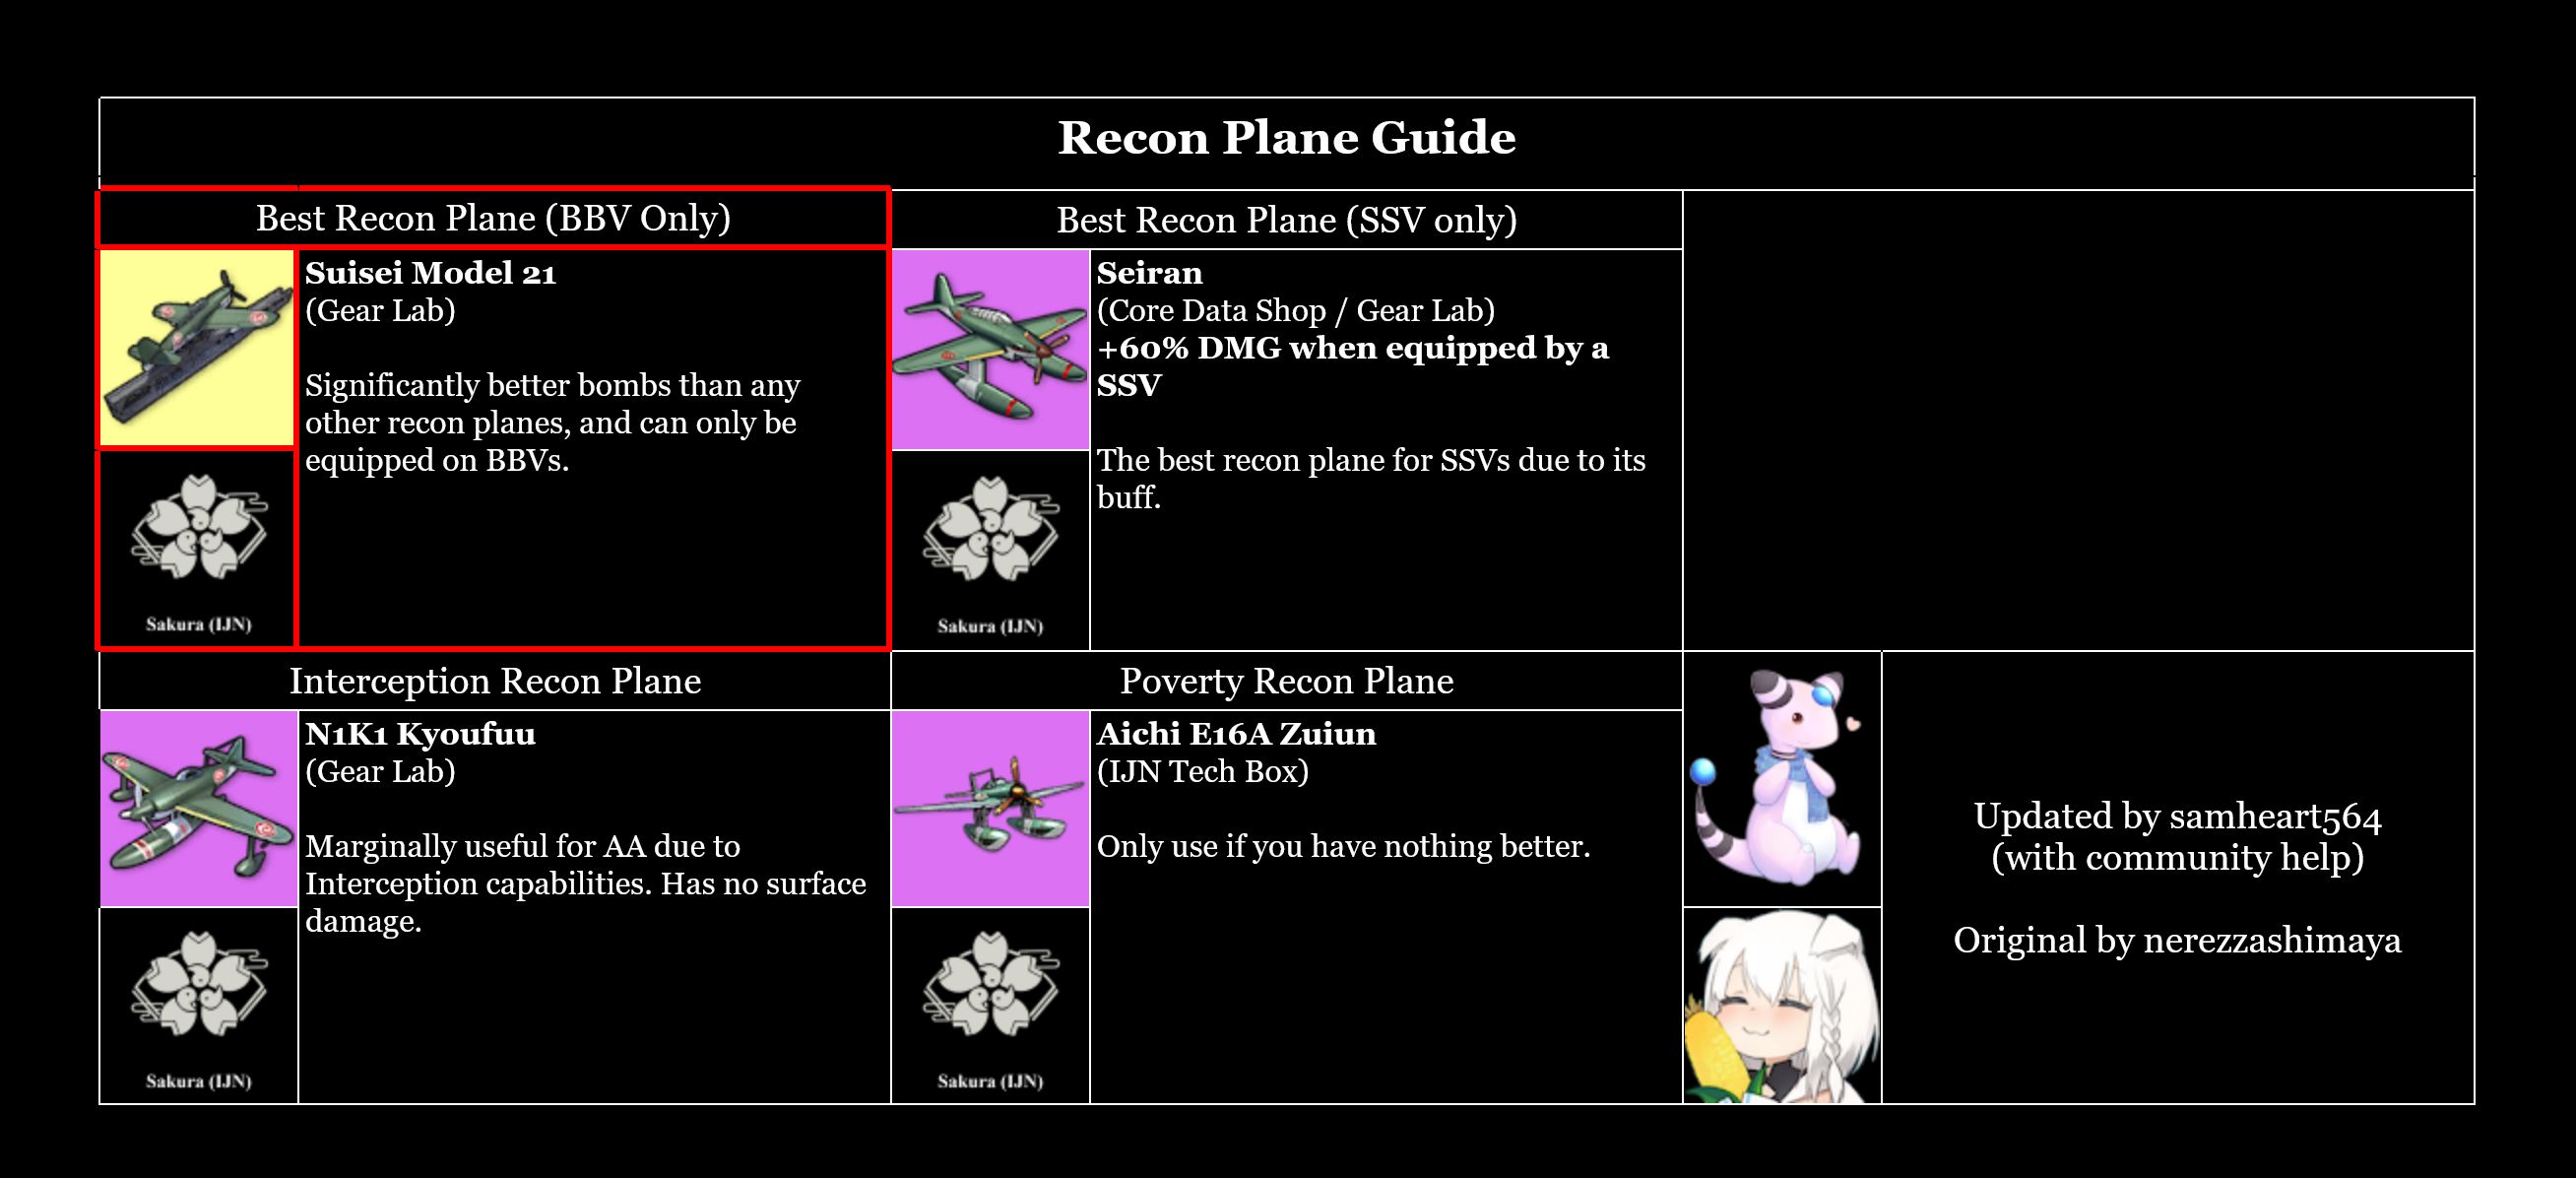 Recon Plane Guide
Best Recon Plane (BBV Only)
Suisei Model 21
(Gear Lab)
Significantly better bombs than any
other recon planes, and can only be
equipped on BBVs.
Sakura (IJN)
Best Recon Plane (SSV only)
Seiran
(Core Data Shop / Gear Lab)
+60% DMG when equipped by a
SSV
The best recon plane for SSVs due to its
buff.
Sakura (IJN)
Interception Recon Plane
N1K1 Kyoufuu
(Gear Lab)
Marginally useful for AA due to
Interception capabilities. Has no surface
damage.
Sakura (IJN)
Poverty Recon Plane
Aichi E16A Zuiun
(IJN Tech Box)
Only use if you have nothing better.
Sakura (IJN)
Updated by samheart564
(with community help)
Original by nerezzashimaya